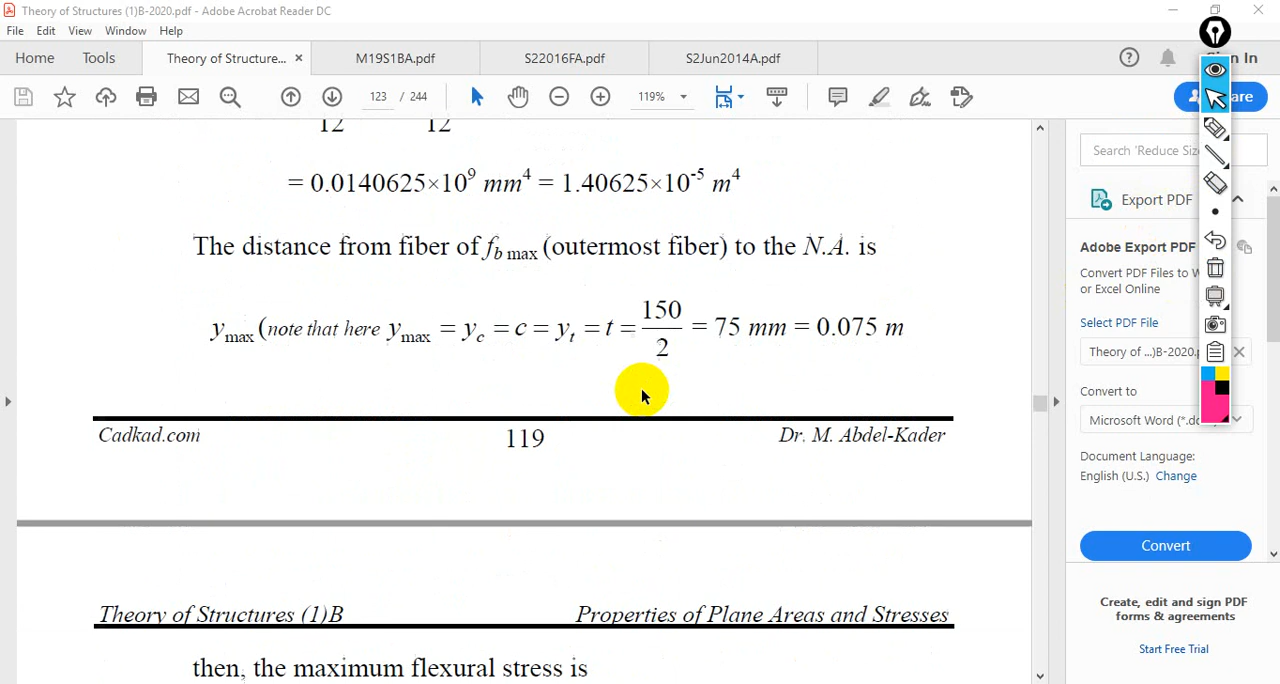 Theory of Structures (1)B-2020.pdf - Adobe Acrobat Reader DC
File Edit View Window Help
Home Tools Theory of Structure... × M19S1BA.pdf S22016FA.pdf S2Jun2014A.pdf n In
123 / 244 119% are
12 12
= 0.0140625×10⁹ mm⁴ = 1.40625×10⁻⁵ m⁴
The distance from fiber of f_b max (outermost fiber) to the N.A. is
y_max (note that here y_max = y_c = c = y_t = t = 150/2 = 75 mm = 0.075 m
Cadkad.com 119 Dr. M. Abdel-Kader
Theory of Structures (1)B Properties of Plane Areas and Stresses
then, the maximum flexural stress is
Search 'Reduce Siz
Export PDF
Adobe Export PDF
Convert PDF Files to W
or Excel Online
Select PDF File
Theory of ...)B-2020.p
Convert to
Microsoft Word (*.do
Document Language:
English (U.S.) Change
Convert
Create, edit and sign PDF
forms & agreements
Start Free Trial